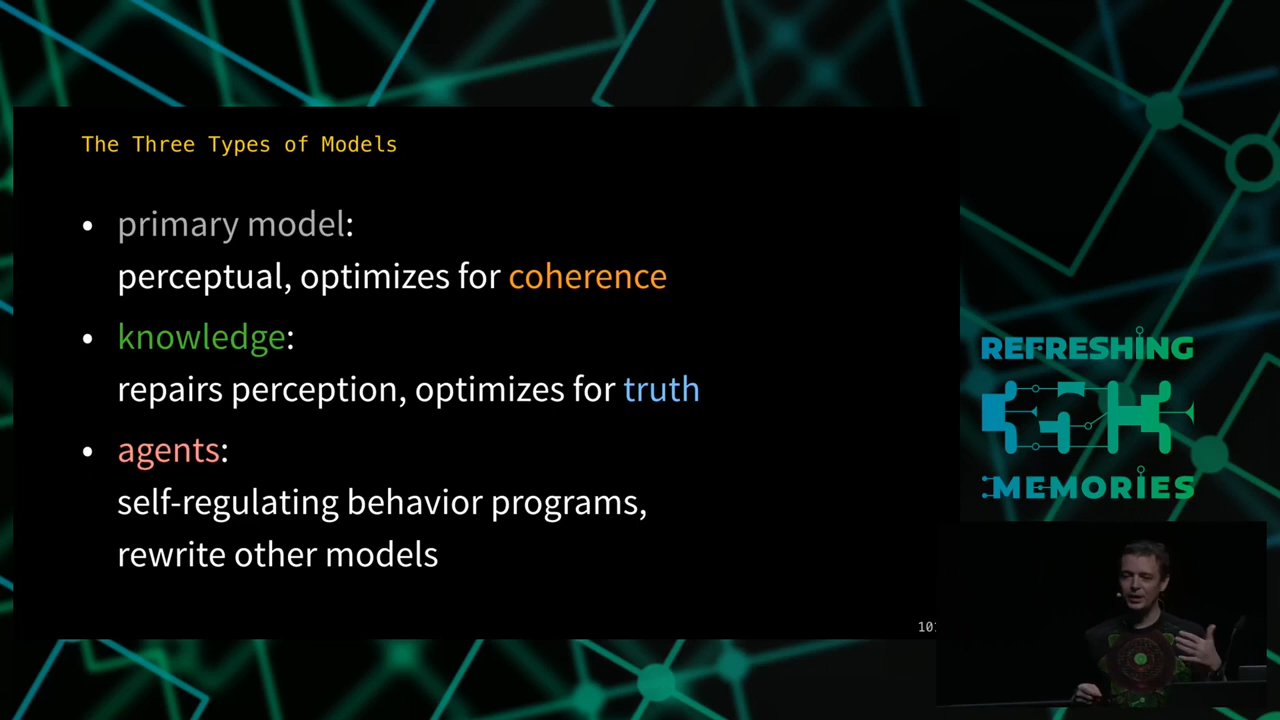 The Three Types of Models
• primary model:
perceptual, optimizes for coherence
• knowledge:
repairs perception, optimizes for truth
• agents:
self-regulating behavior programs,
rewrite other models
REFRESHING
35C3
MEMORIES